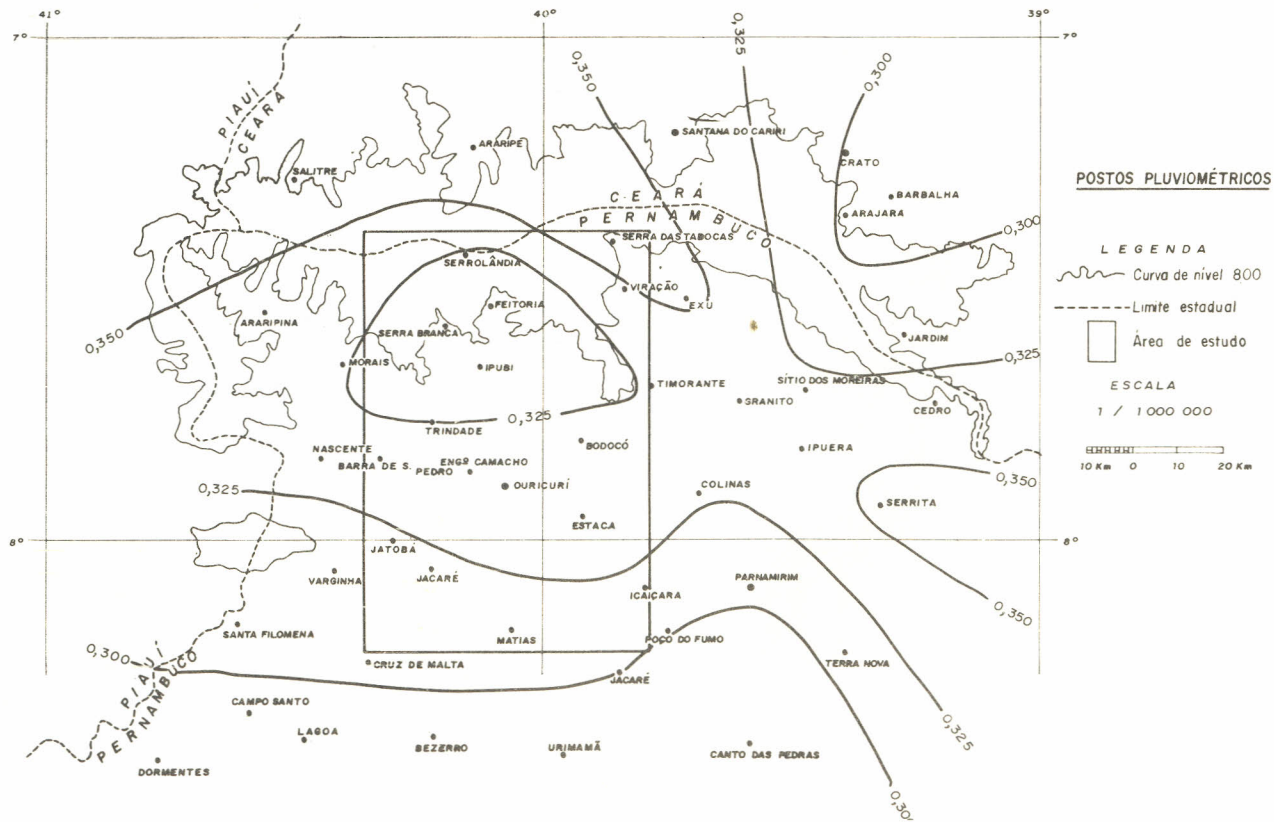 41°
40°
39°
7°
7°
0,325
0,350
0,300
PIAUÍ
CEARÁ
SANTANA DO CARIRI
ARARIPE
CRATO
SALITRE
BARBALHA
ARAJARA
CEARÁ
PERNAMBUCO
0,300
SERRA DAS TABOCAS
SERROLÂNDIA
VIRAÇÃO
EXÚ
FEITORIA
ARARIPINA
SERRA BRANCA
JARDIM
0,350
0,325
MORAIS
IPUBI
TIMORANTE
SÍTIO DOS MOREIRAS
GRANITO
CEDRO
0,325
TRINDADE
BODOCÓ
IPUERA
NASCENTE
BARRA DE S. PEDRO
ENGº CAMACHO
OURICURÍ
COLINAS
0,350
0,325
SERRITA
ESTACA
8°
8°
JATOBÁ
VARGINHA
JACARÉ
ICAIÇARA
PARNAMIRIM
0,350
SANTA FILOMENA
MATIAS
POÇO DO FUMO
0,300
CRUZ DE MALTA
TERRA NOVA
JACARÉ
PIAUÍ
PERNAMBUCO
CAMPO SANTO
LAGOA
BEZERRO
URIMAMÃ
CANTO DAS PEDRAS
0,325
DORMENTES
0,300
POSTOS PLUVIOMÉTRICOS
LEGENDA
Curva de nível 800
Limite estadual
Área de estudo
ESCALA
1 / 1 000 000
10 Km 0 10 20 Km